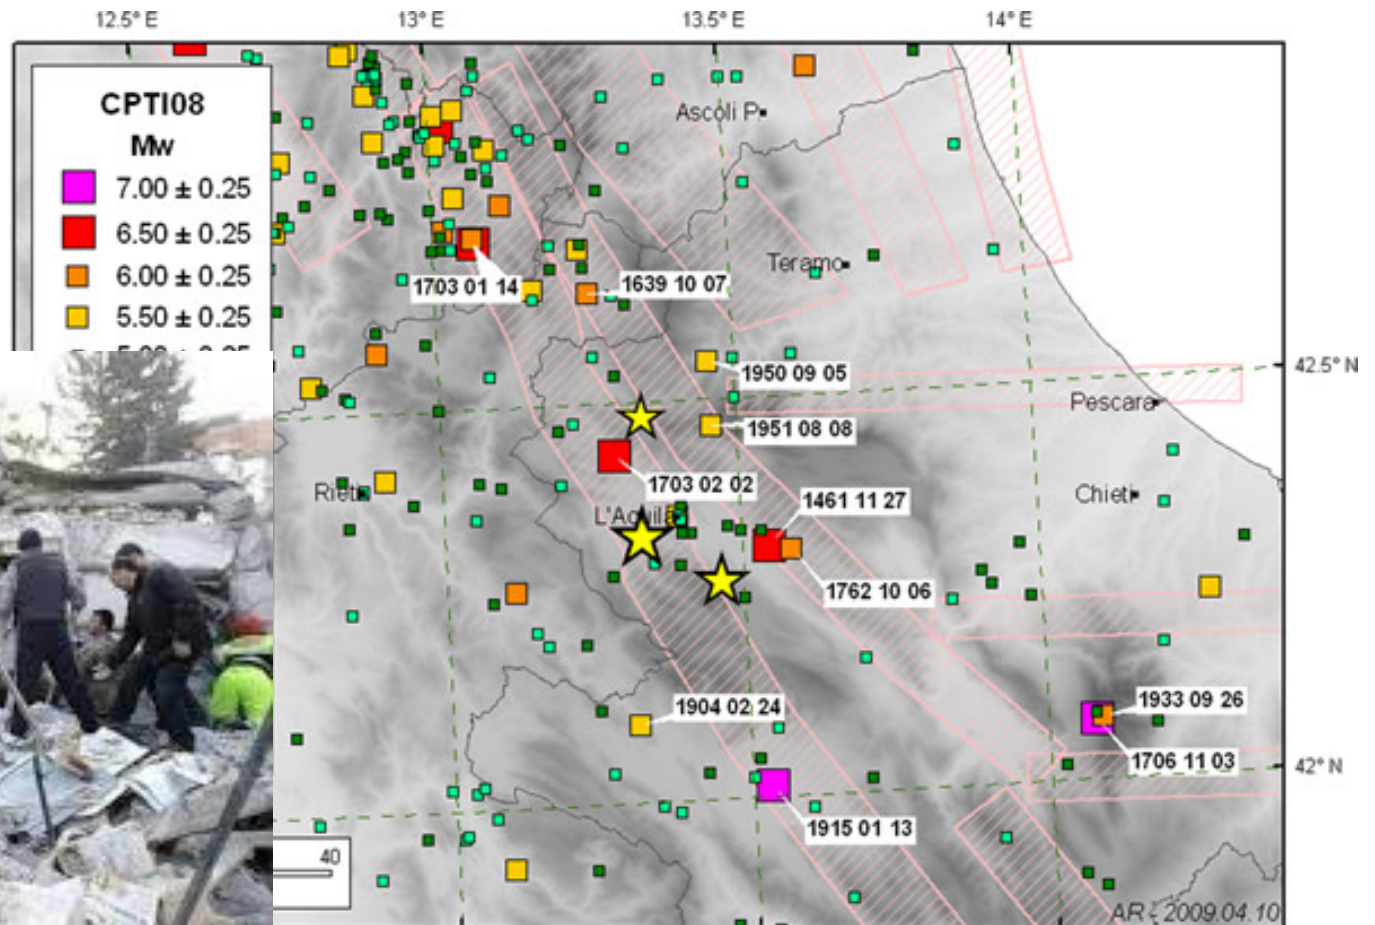 12.5° E
13° E
13.5° E
14° E
CPTI08
Mw
7.00 ± 0.25
6.50 ± 0.25
6.00 ± 0.25
5.50 ± 0.25
Ascoli P.
Teramo
1703 01 14
1639 10 07
1950 09 05
42.5° N
Pescara
1951 08 08
1703 02 02
Rieti
Chieti
1461 11 27
L'Aquila
1762 10 06
1904 02 24
1933 09 26
1706 11 03
42° N
1915 01 13
40
AR - 2009.04.10